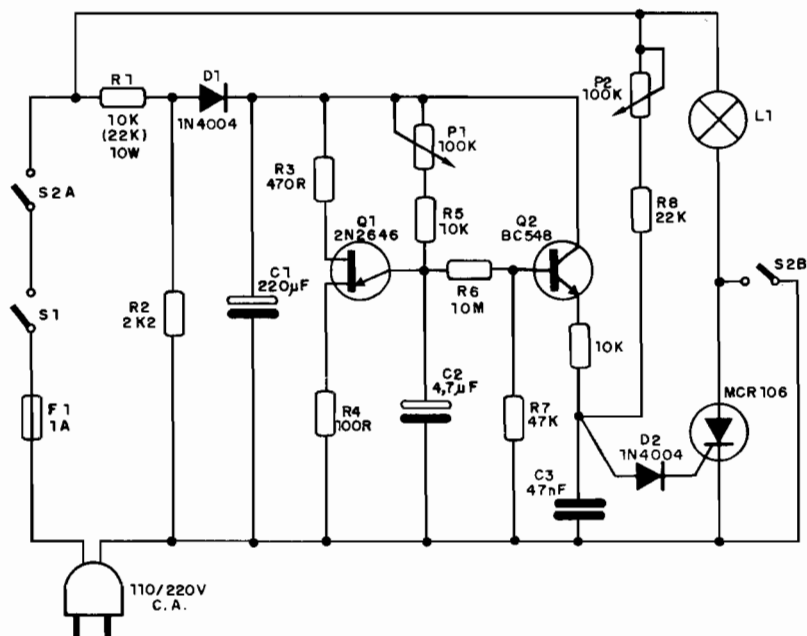 R1
10K
(22K)
10W
D1
1N4004
P2
100K
L1
S2A
R3
470R
P1
100K
Q1
2N2646
R5
10K
Q2
BC548
R8
22K
S2B
S1
R2
2K2
C1
220μF
R6
10M
10K
F1
1A
R4
100R
C2
4,7μF
R7
47K
MCR106
D2
1N4004
C3
47nF
110/220V
C.A.